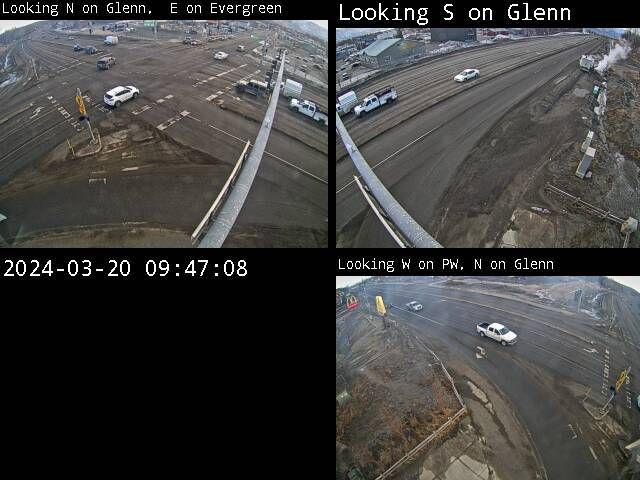 Looking N on Glenn,  E on Evergreen
Looking S on Glenn
2024-03-20 09:47:08
Looking W on PW, N on Glenn